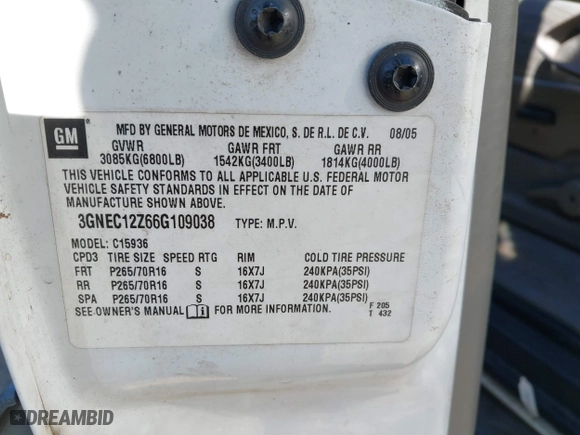 GM
MFD BY GENERAL MOTORS DE MEXICO, S. DE R.L. DE C.V. 08/05
GVWR GAWR FRT GAWR RR
3085KG(6800LB) 1542KG(3400LB) 1814KG(4000LB)
THIS VEHICLE CONFORMS TO ALL APPLICABLE U.S. FEDERAL MOTOR
VEHICLE SAFETY STANDARDS IN EFFECT ON THE DATE OF
MANUFACTURE SHOWN ABOVE.
3GNEC12Z66G109038 TYPE: M.P.V.
MODEL: C15936
CPD3 TIRE SIZE SPEED RTG RIM COLD TIRE PRESSURE
FRT P265/70R16 S 16X7J 240KPA(35PSI)
RR P265/70R16 S 16X7J 240KPA(35PSI)
SPA P265/70R16 S 16X7J 240KPA(35PSI)
SEE OWNER'S MANUAL i FOR MORE INFORMATION.
F 205
T 432
DREAMBID